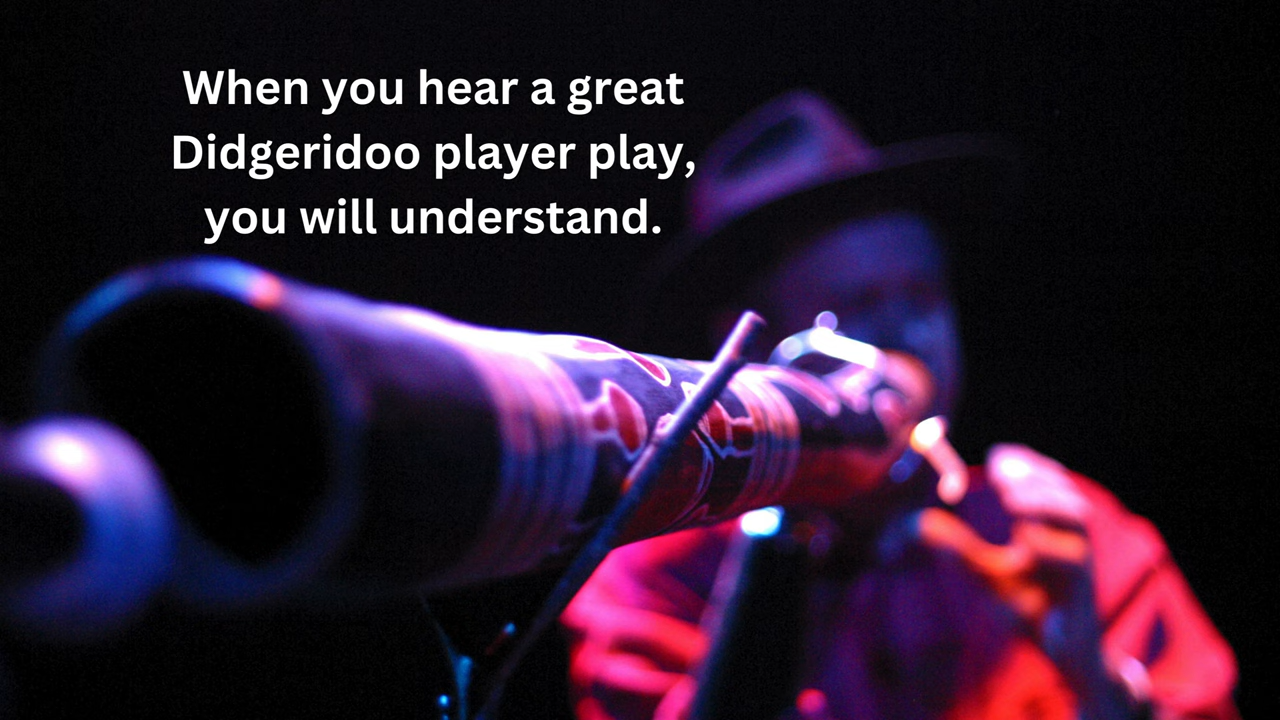 When you hear a great
Didgeridoo player play,
you will understand.